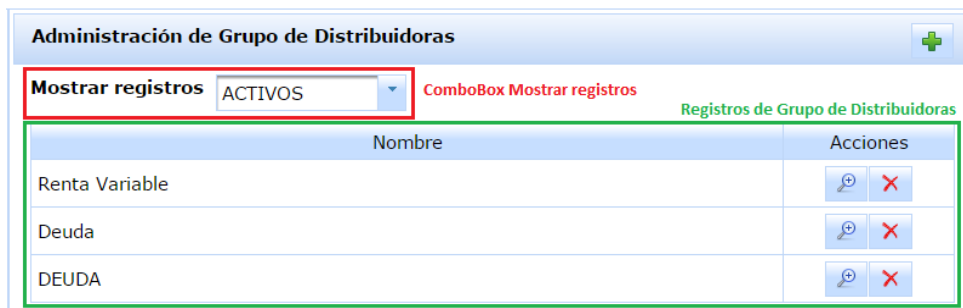 Administración de Grupo de Distribuidoras
Mostrar registros ACTIVOS ComboBox Mostrar registros
Registros de Grupo de Distribuidoras
Nombre Acciones
Renta Variable
Deuda
DEUDA